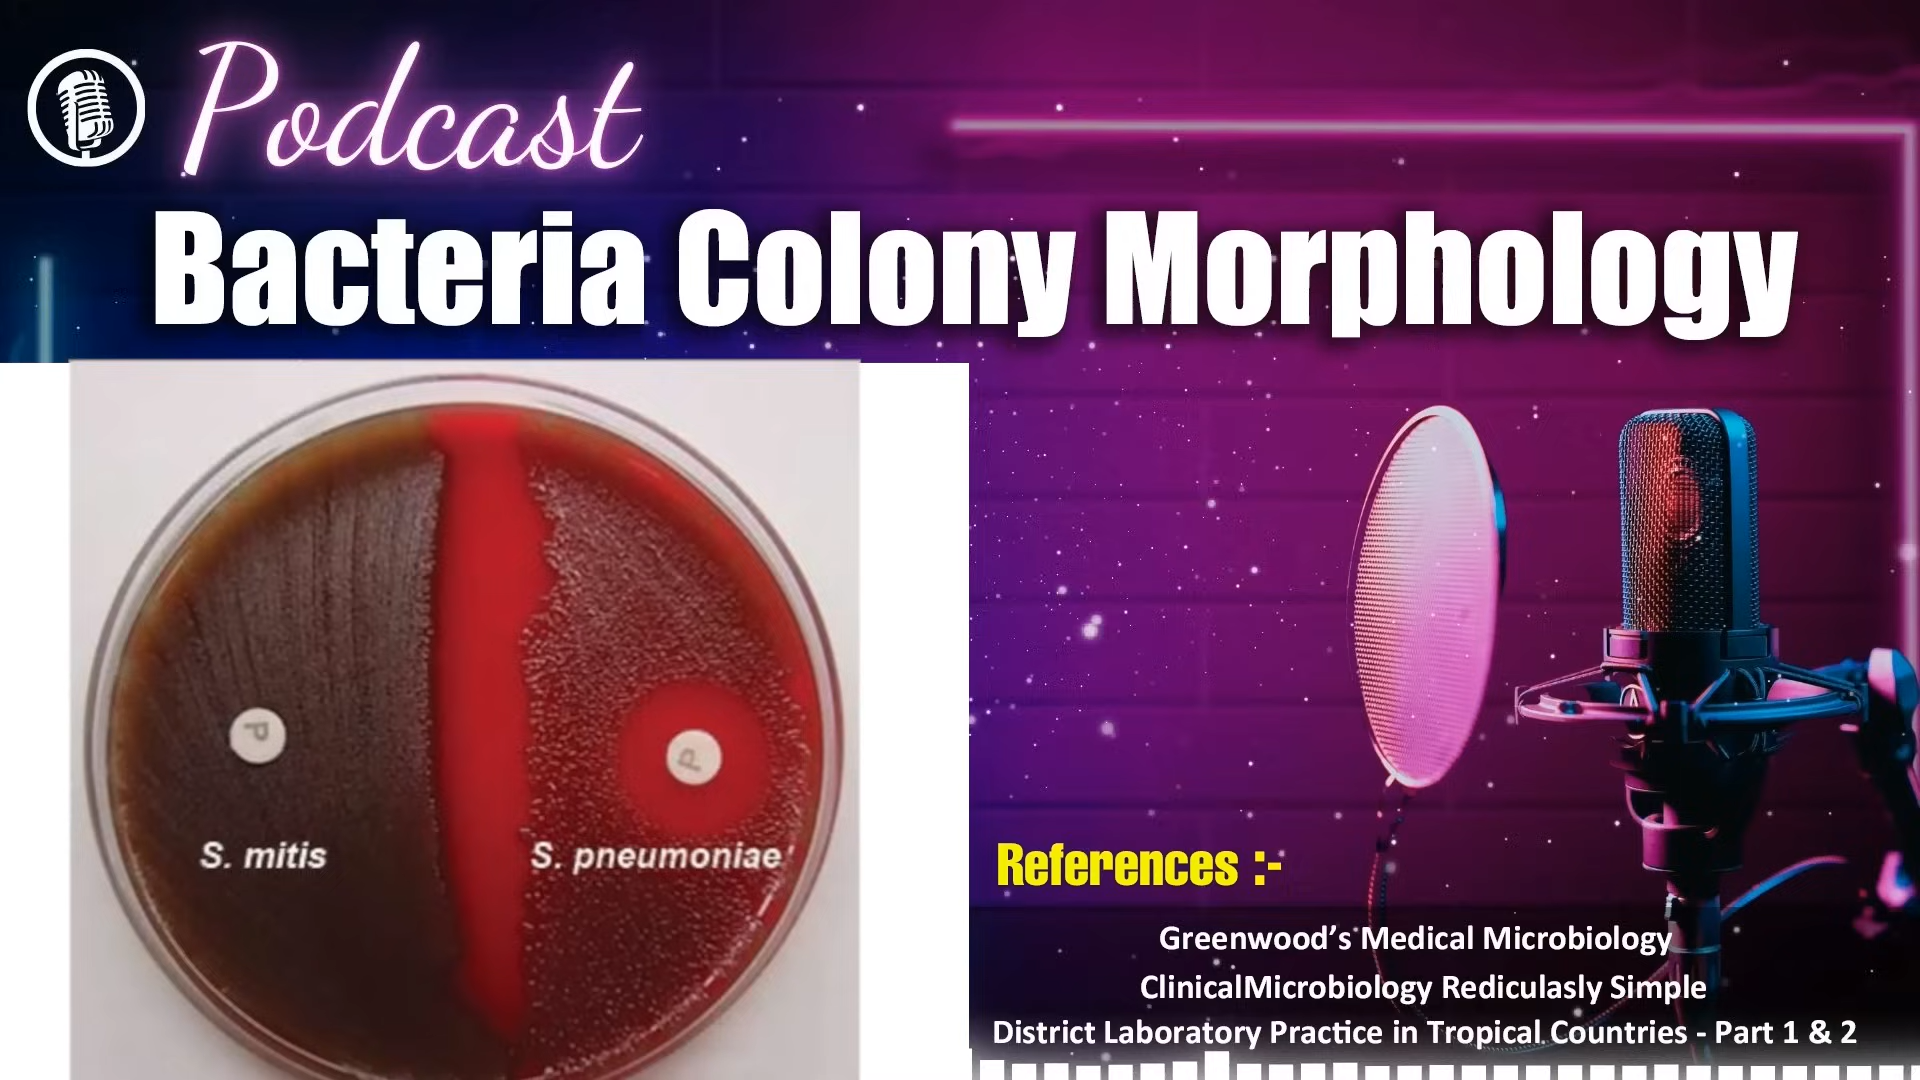 Podcast
Bacteria Colony Morphology
P
P
S. mitis
S. pneumoniae
References :-
Greenwood’s Medical Microbiology
ClinicalMicrobiology Rediculasly Simple
District Laboratory Practice in Tropical Countries - Part 1 & 2